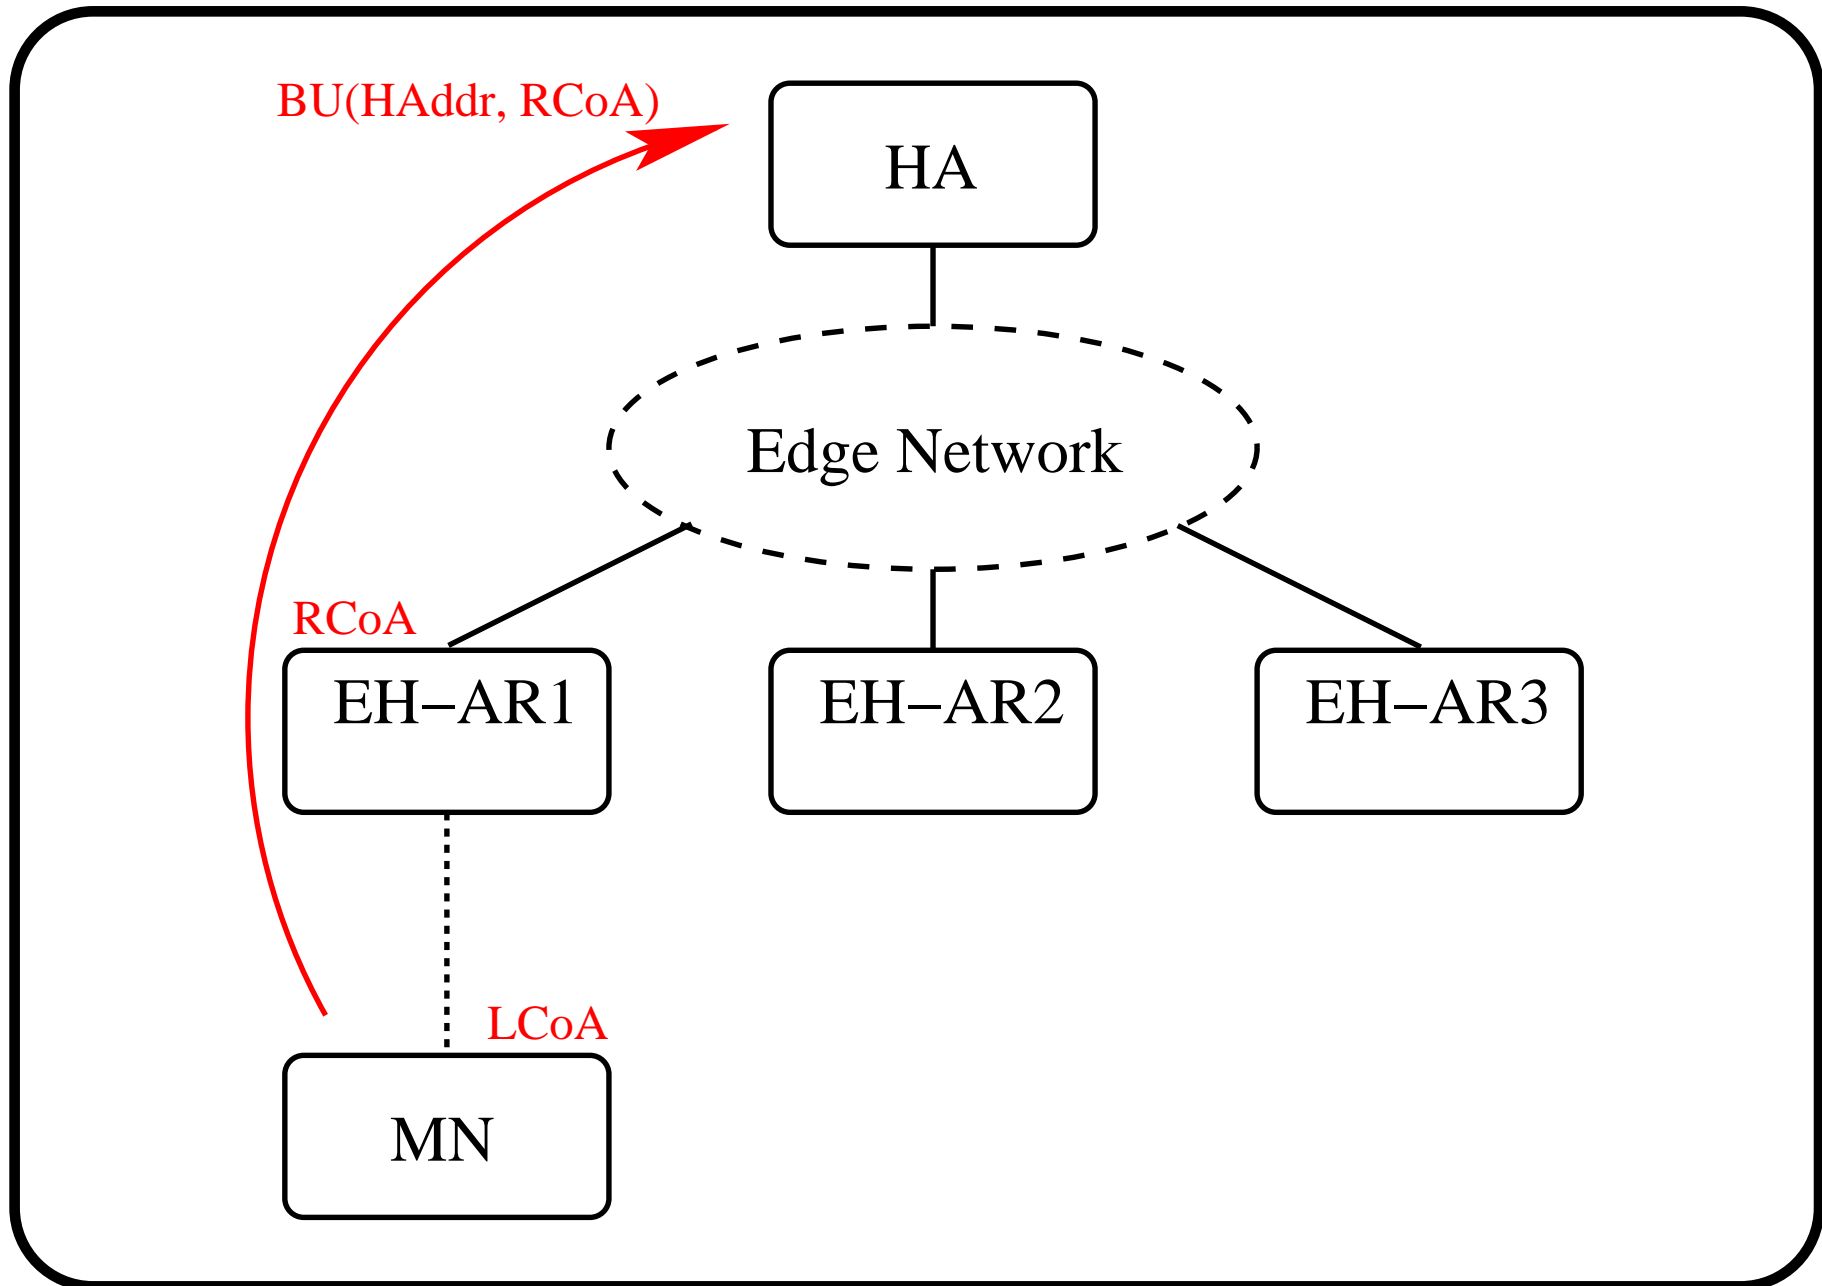 BU(HAddr, RCoA)
HA
Edge Network
RCoA
EH−AR1
EH−AR2
EH−AR3
LCoA
MN